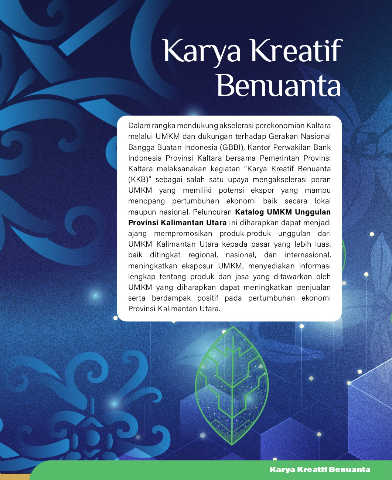 Karya Kreatif
Benuanta
Dalam rangka mendukung akselerasi perekonomian Kaltara
melalui UMKM dan dukungan terhadap Gerakan Nasional
Bangga Buatan Indonesia (GBBI), Kantor Perwakilan Bank
Indonesia Provinsi Kaltara bersama Pemerintah Provinsi
Kaltara melaksanakan kegiatan "Karya Kreatif Benuanta
(KKB)" sebagai salah satu upaya mengakselerasi peran
UMKM yang memiliki potensi ekspor yang mampu
menopang pertumbuhan ekonomi baik secara lokal
maupun nasional. Peluncuran Katalog UMKM Unggulan
Provinsi Kalimantan Utara ini diharapkan dapat menjadi
ajang mempromosikan produk-produk unggulan dari
UMKM Kalimantan Utara kepada pasar yang lebih luas,
baik ditingkat regional, nasional, dan internasional,
meningkatkan eksposur UMKM, menyediakan informasi
lengkap tentang produk dan jasa yang ditawarkan oleh
UMKM yang diharapkan dapat meningkatkan penjualan
serta berdampak positif pada pertumbuhan ekonomi
Provinsi Kalimantan Utara.
Karya Kreatif Benuanta